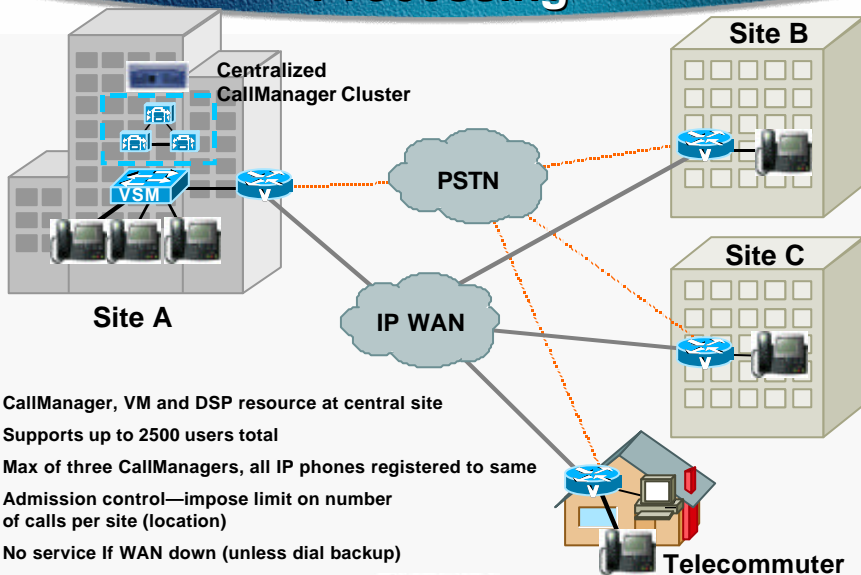 Processing
Site B
Centralized
CallManager Cluster
PSTN
V
V
VSM
Site C
Site A
IP WAN
V
CallManager, VM and DSP resource at central site
Supports up to 2500 users total
Max of three CallManagers, all IP phones registered to same
Admission control—impose limit on number
of calls per site (location)
V
No service If WAN down (unless dial backup)
Telecommuter